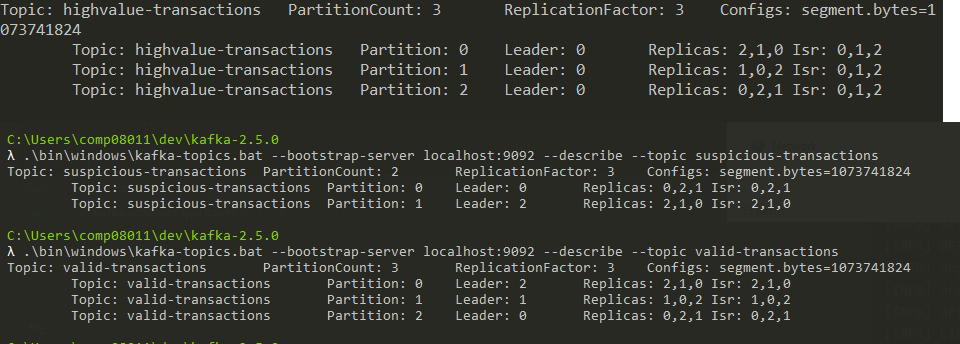 Topic: highvalue-transactions PartitionCount: 3 ReplicationFactor: 3 Configs: segment.bytes=1
073741824
Topic: highvalue-transactions Partition: 0 Leader: 0 Replicas: 2,1,0 Isr: 0,1,2
Topic: highvalue-transactions Partition: 1 Leader: 0 Replicas: 1,0,2 Isr: 0,1,2
Topic: highvalue-transactions Partition: 2 Leader: 0 Replicas: 0,2,1 Isr: 0,1,2
C:\Users\comp08011\dev\kafka-2.5.0
λ .\bin\windows\kafka-topics.bat --bootstrap-server localhost:9092 --describe --topic suspicious-transactions
Topic: suspicious-transactions PartitionCount: 2 ReplicationFactor: 3 Configs: segment.bytes=1073741824
Topic: suspicious-transactions Partition: 0 Leader: 0 Replicas: 0,2,1 Isr: 0,2,1
Topic: suspicious-transactions Partition: 1 Leader: 2 Replicas: 2,1,0 Isr: 2,1,0
C:\Users\comp08011\dev\kafka-2.5.0
λ .\bin\windows\kafka-topics.bat --bootstrap-server localhost:9092 --describe --topic valid-transactions
Topic: valid-transactions PartitionCount: 3 ReplicationFactor: 3 Configs: segment.bytes=1073741824
Topic: valid-transactions Partition: 0 Leader: 2 Replicas: 2,1,0 Isr: 2,1,0
Topic: valid-transactions Partition: 1 Leader: 1 Replicas: 1,0,2 Isr: 1,0,2
Topic: valid-transactions Partition: 2 Leader: 0 Replicas: 0,2,1 Isr: 0,2,1